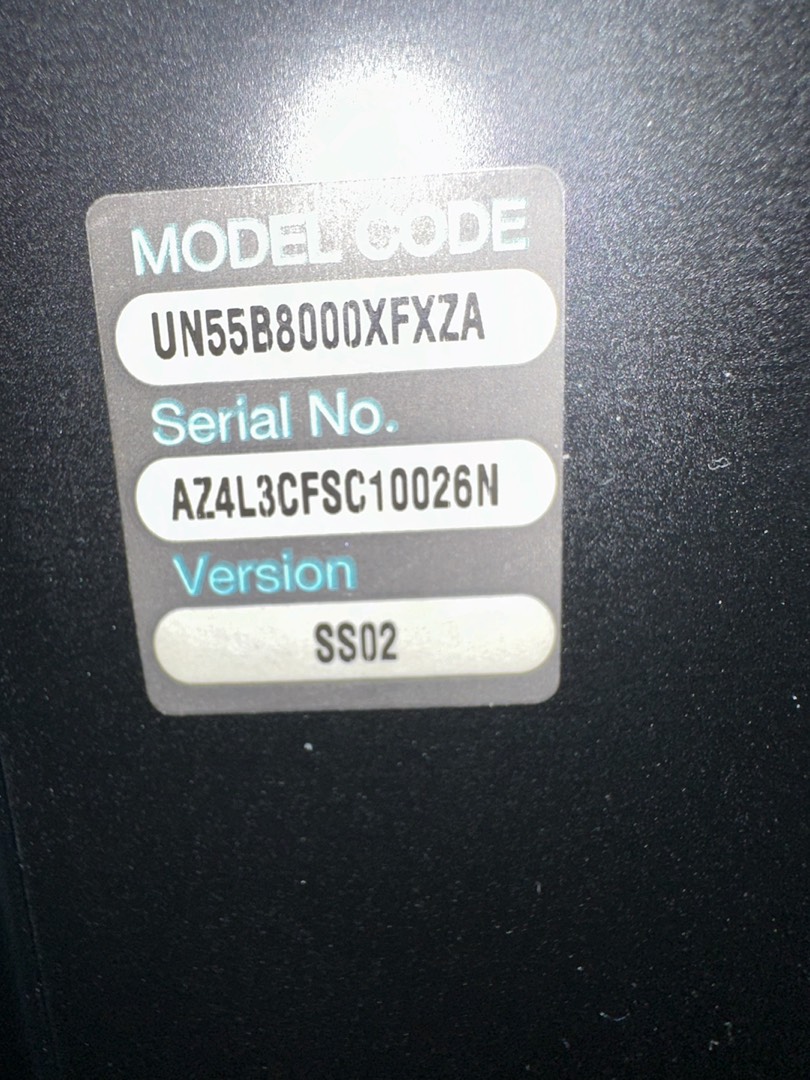 MODEL CODE
UN55B8000XFXZA
Serial No.
AZ4L3CFSC10026N
Version
SS02